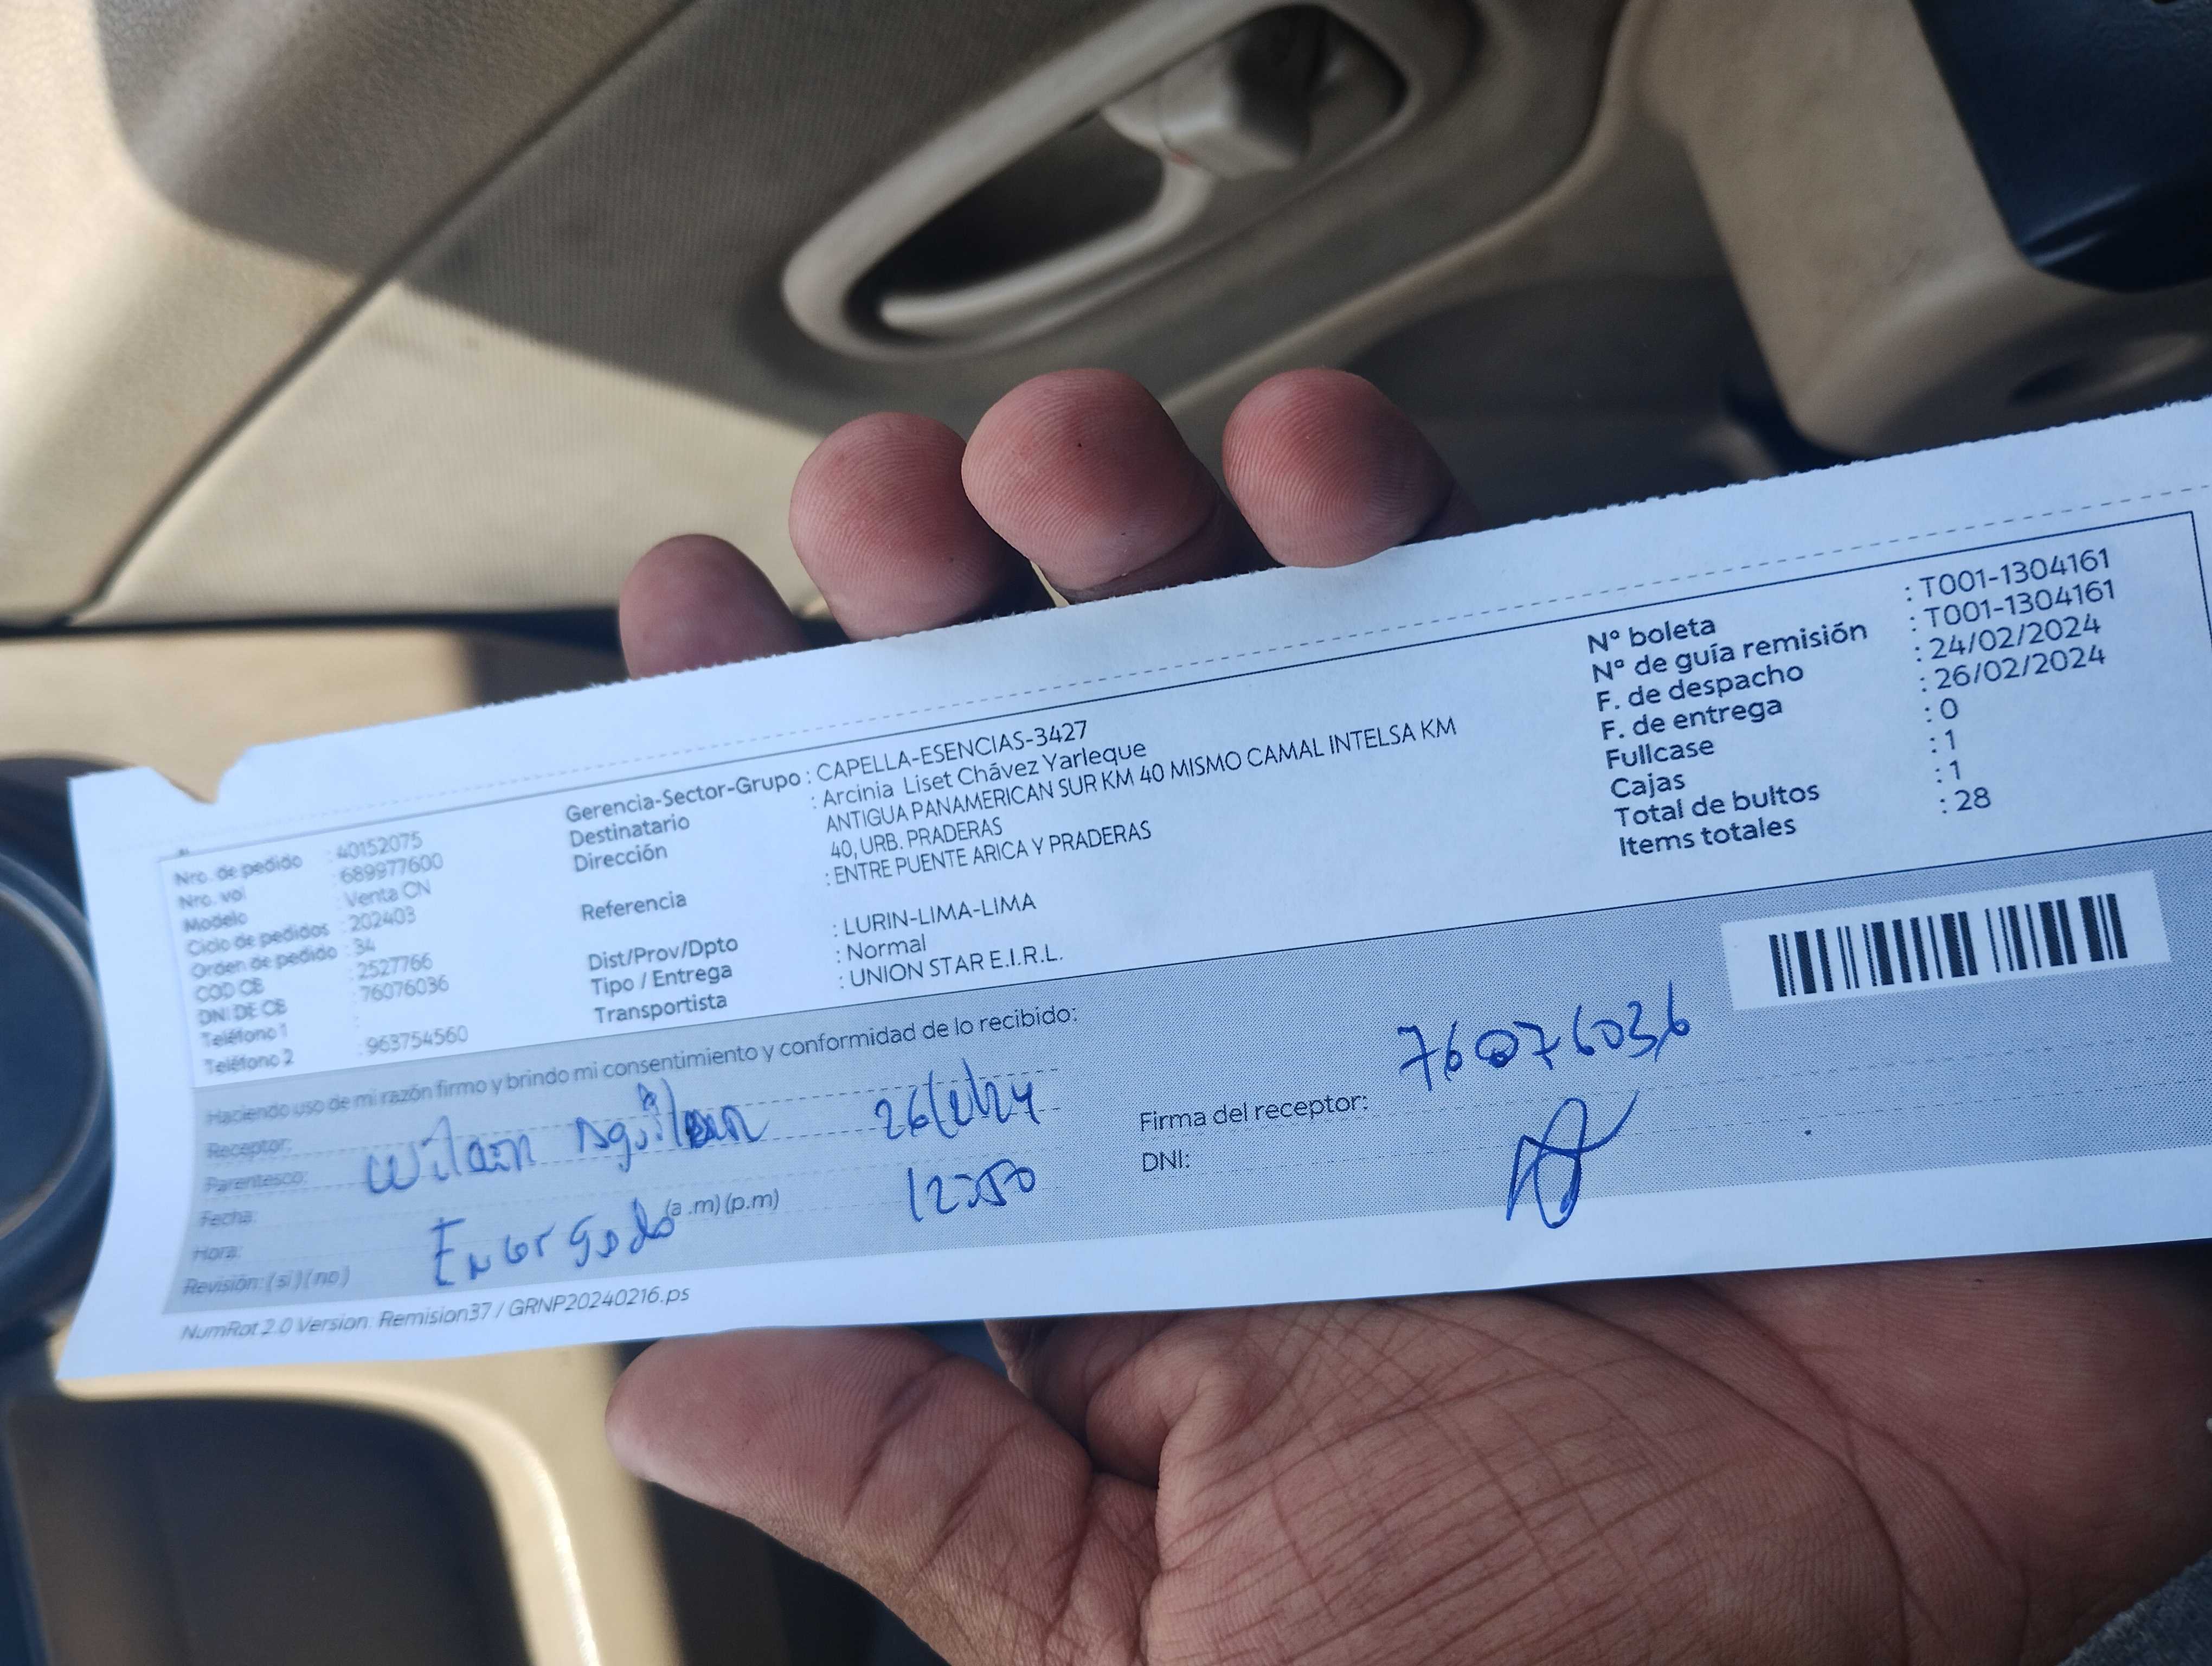 Nro. de pedido : 40152075
Nro. vol : 689977600
Modelo : Venta CN
Ciclo de pedidos : 202403
Orden de pedido : 34
COD CB : 2527766
DNI DE CB : 76076036
Teléfono 1 :
Teléfono 2 : 963754560
Gerencia-Sector-Grupo : CAPELLA-ESENCIAS-3427
Destinatario : Arcinia Liset Chávez Yarleque
Dirección ANTIGUA PANAMERICAN SUR KM 40 MISMO CAMAL INTELSA KM
40, URB. PRADERAS
Referencia : ENTRE PUENTE ARICA Y PRADERAS
Dist/Prov/Dpto : LURIN-LIMA-LIMA
Tipo / Entrega : Normal
Transportista : UNION STAR E.I.R.L.
Nº boleta : T001-1304161
Nº de guía remisión : T001-1304161
F. de despacho : 24/02/2024
F. de entrega : 26/02/2024
Fullcase : 0
Cajas : 1
Total de bultos : 1
Items totales : 28
Haciendo uso de mi razón firmo y brindo mi consentimiento y conformidad de lo recibido:
Receptor:
Parentesco:
Fecha:
Hora: (a .m) (p.m)
Revisión: ( si ) ( no )
26/2/24
Encargado 12:50
Firma del receptor:
DNI:
76076036
NumRot 2.0 Version. Remision37 / GRNP20240216.ps